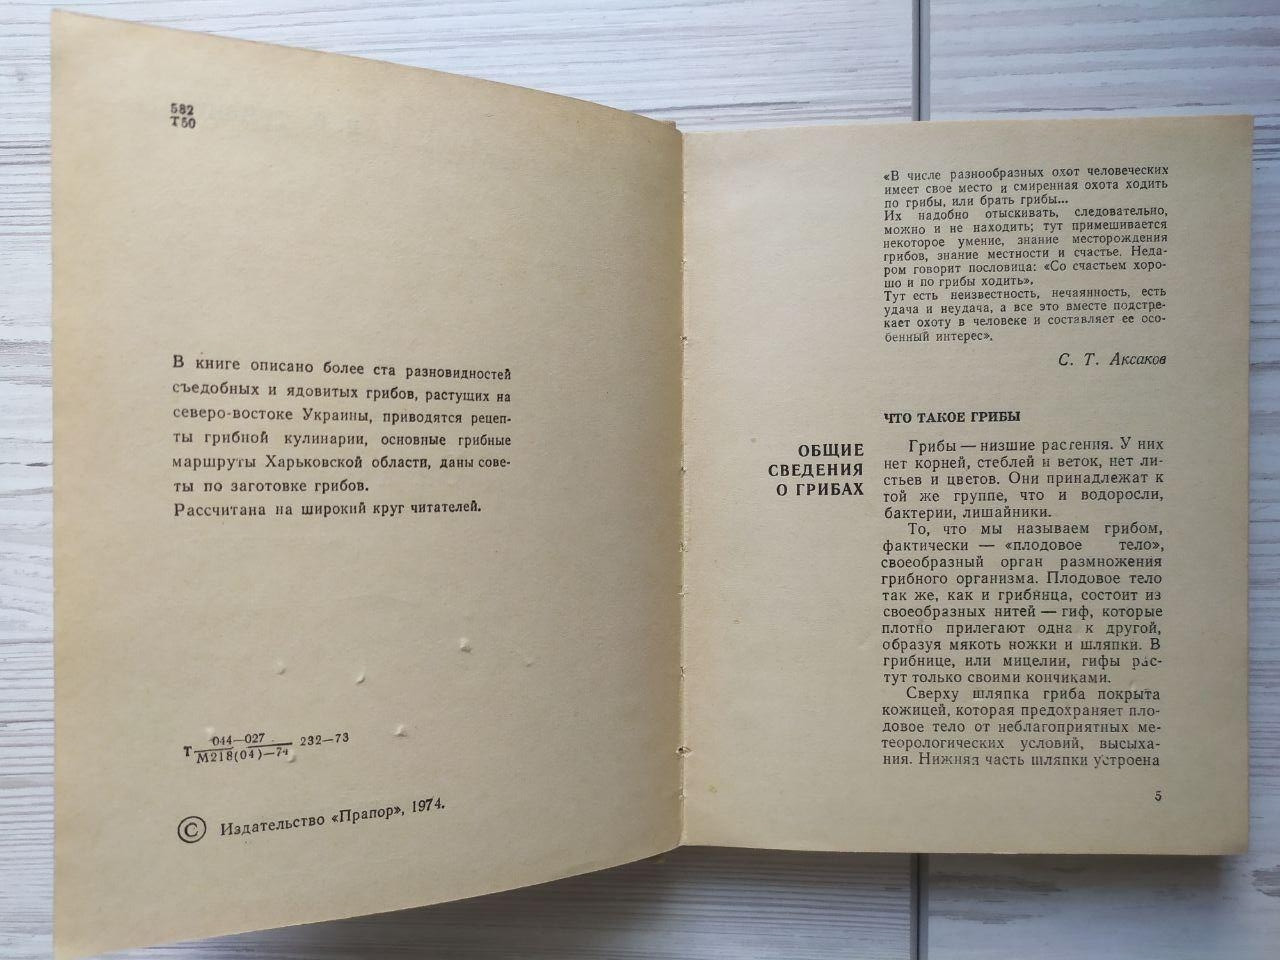 582
Т50
В книге описано более ста разновидностей
съедобных и ядовитых грибов, растущих на
северо-востоке Украины, приводятся рецеп-
ты грибной кулинарии, основные грибные
маршруты Харьковской области, даны сове-
ты по заготовке грибов.
Рассчитана на широкий круг читателей.
Т 044—027 232—73
М218(04)—74
© Издательство «Прапор», 1974.
«В числе разнообразных охот человеческих
имеет свое место и смиренная охота ходить
по грибы, или брать грибы...
Их надобно отыскивать, следовательно,
можно и не находить; тут примешивается
некоторое умение, знание месторождения
грибов, знание местности и счастье. Неда-
ром говорит пословица: «Со счастьем хоро-
шо и по грибы ходить».
Тут есть неизвестность, нечаянность, есть
удача и неудача, а все это вместе подстре-
кает охоту в человеке и составляет ее осо-
бенный интерес».
С. Т. Аксаков
ОБЩИЕ
СВЕДЕНИЯ
О ГРИБАХ
ЧТО ТАКОЕ ГРИБЫ
Грибы — низшие растения. У них
нет корней, стеблей и веток, нет ли-
стьев и цветов. Они принадлежат к
той же группе, что и водоросли,
бактерии, лишайники.
То, что мы называем грибом,
фактически — «плодовое тело»,
своеобразный орган размножения
грибного организма. Плодовое тело
так же, как и грибница, состоит из
своеобразных нитей — гиф, которые
плотно прилегают одна к другой,
образуя мякоть ножки и шляпки. В
грибнице, или мицелии, гифы рас-
тут только своими кончиками.
Сверху шляпка гриба покрыта
кожицей, которая предохраняет пло-
довое тело от неблагоприятных ме-
теорологических условий, высыха-
ния. Нижняя часть шляпки устроена
5